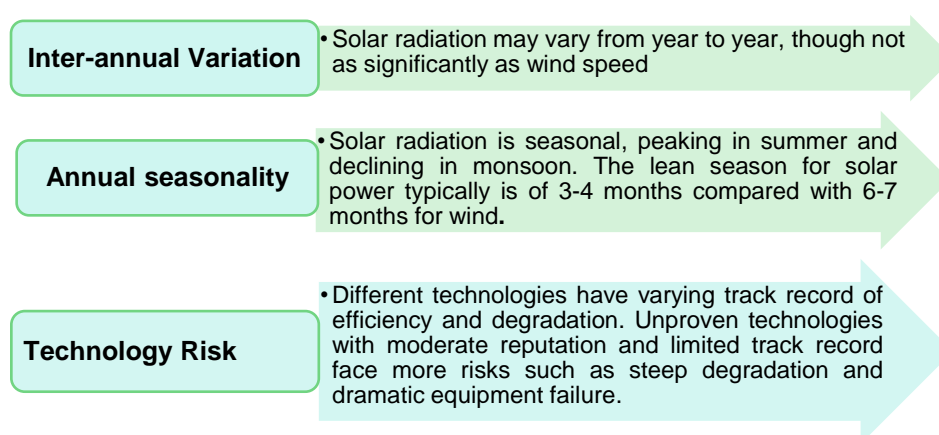 Inter-annual Variation
• Solar radiation may vary from year to year, though not
as significantly as wind speed
Annual seasonality
• Solar radiation is seasonal, peaking in summer and
declining in monsoon. The lean season for solar
power typically is of 3-4 months compared with 6-7
months for wind.
Technology Risk
• Different technologies have varying track record of
efficiency and degradation. Unproven technologies
with moderate reputation and limited track record
face more risks such as steep degradation and
dramatic equipment failure.